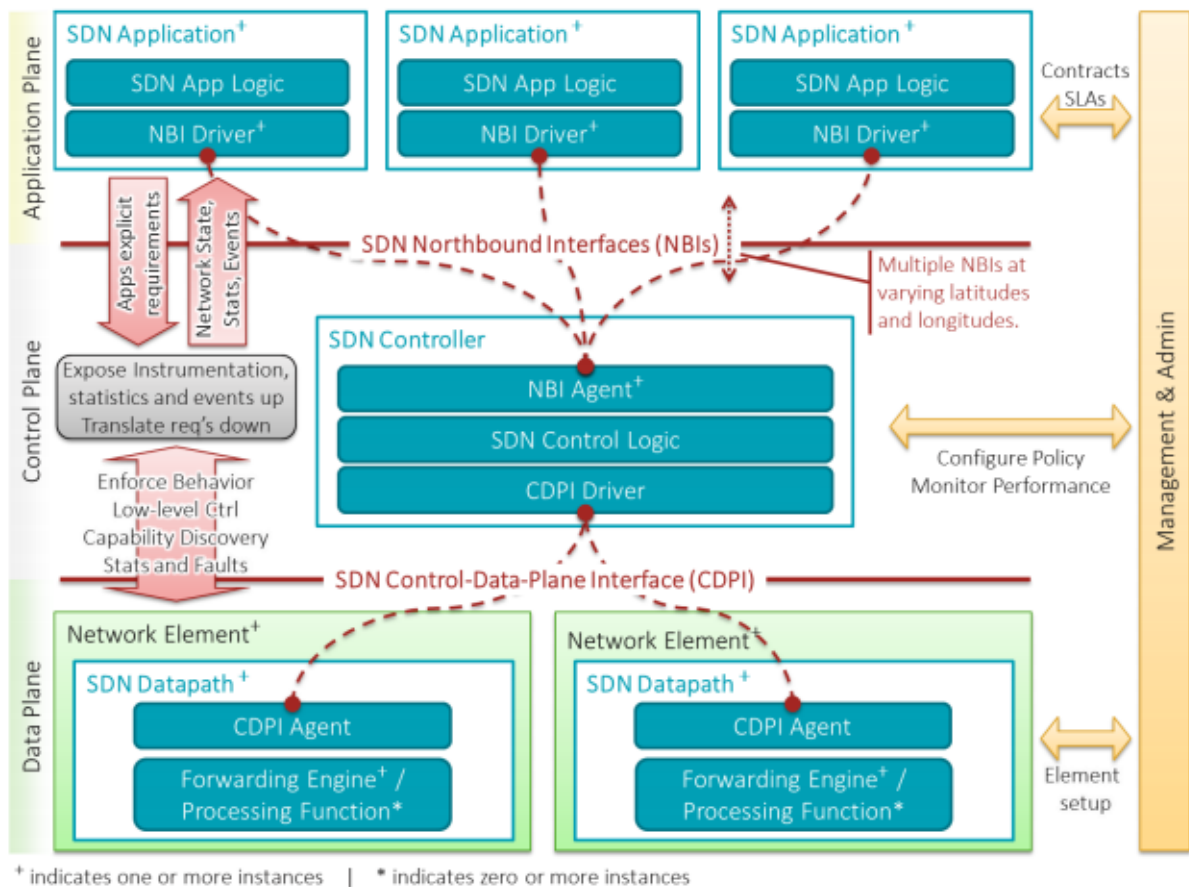 Application Plane
SDN Application+
SDN App Logic
NBI Driver+
SDN Application+
SDN App Logic
NBI Driver+
SDN Application+
SDN App Logic
NBI Driver+
Contracts
SLAs
Apps explicit
requirements
Network State,
Stats, Events
SDN Northbound Interfaces (NBIs)
Multiple NBIs at
varying latitudes
and longitudes.
Control Plane
Expose Instrumentation,
statistics and events up
Translate req's down
SDN Controller
NBI Agent+
SDN Control Logic
CDPI Driver
Configure Policy
Monitor Performance
Management & Admin
Enforce Behavior
Low-level Ctrl
Capability Discovery
Stats and Faults
SDN Control-Data-Plane Interface (CDPI)
Data Plane
Network Element+
SDN Datapath+
CDPI Agent
Forwarding Engine+ /
Processing Function*
Network Element+
SDN Datapath+
CDPI Agent
Forwarding Engine+ /
Processing Function*
Element
setup
+ indicates one or more instances | * indicates zero or more instances